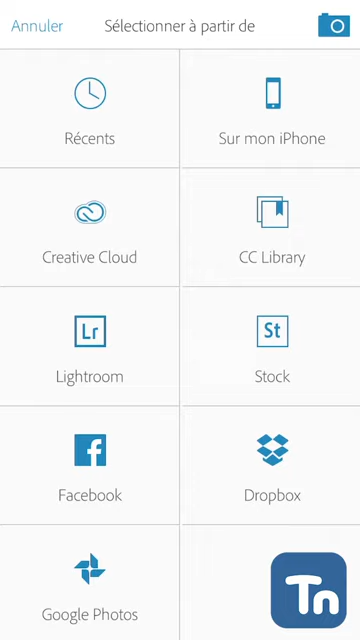 Annuler Sélectionner à partir de
Récents Sur mon iPhone
Creative Cloud CC Library
Lr St
Lightroom Stock
Facebook Dropbox
Google Photos Tn